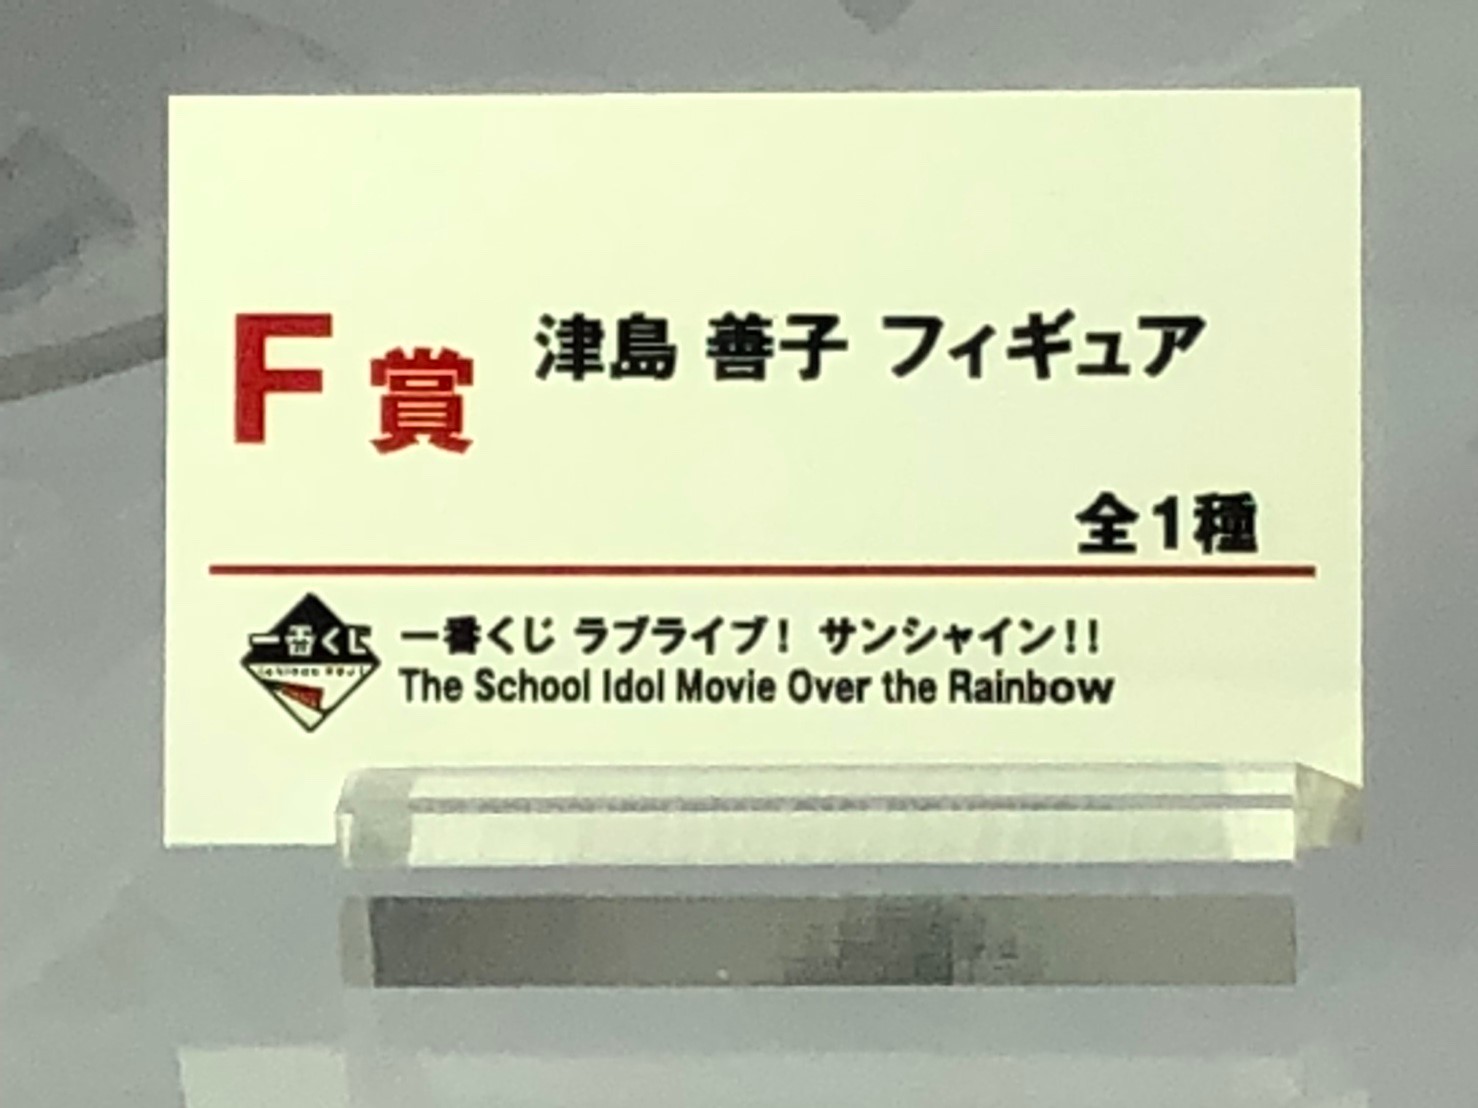 F賞 津島 善子 フィギュア
全1種
一番くじ
一番くじ ラブライブ! サンシャイン!!
The School Idol Movie Over the Rainbow